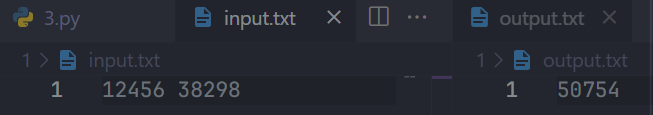 3.py input.txt output.txt
1 > input.txt 1 > output.txt
1 12456 38298 1 50754